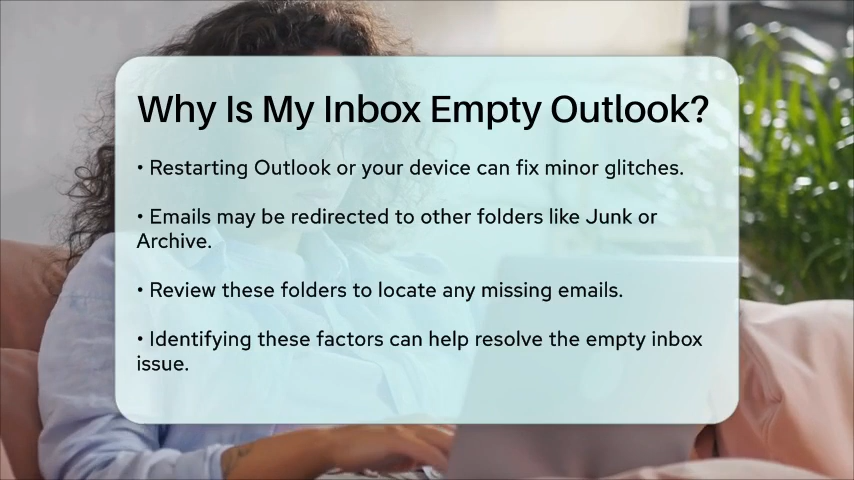 Why Is My Inbox Empty Outlook?
• Restarting Outlook or your device can fix minor glitches.
• Emails may be redirected to other folders like Junk or
Archive.
• Review these folders to locate any missing emails.
• Identifying these factors can help resolve the empty inbox
issue.